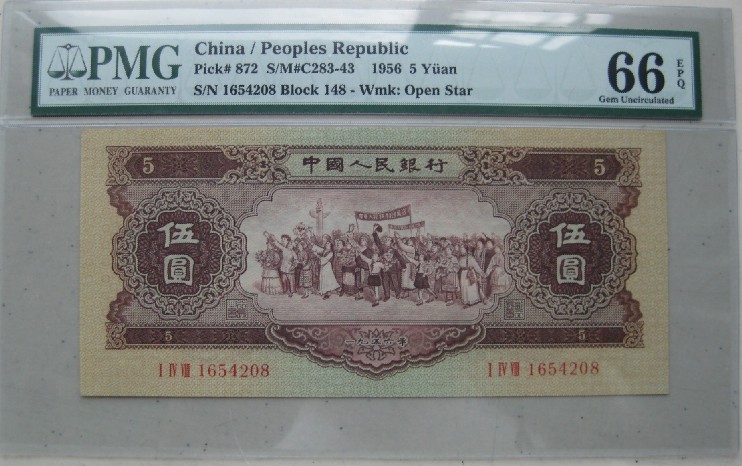 PMG
PAPER MONEY GUARANTY
China / Peoples Republic
Pick# 872 S/M#C283-43 1956 5 Yüan
S/N 1654208 Block 148 - Wmk: Open Star
66 EPQ
Gem Uncirculated
5 中國人民銀行 5
伍圓 伍圓
5 一九五六年 5
I IV VIII 1654208 I IV VIII 1654208